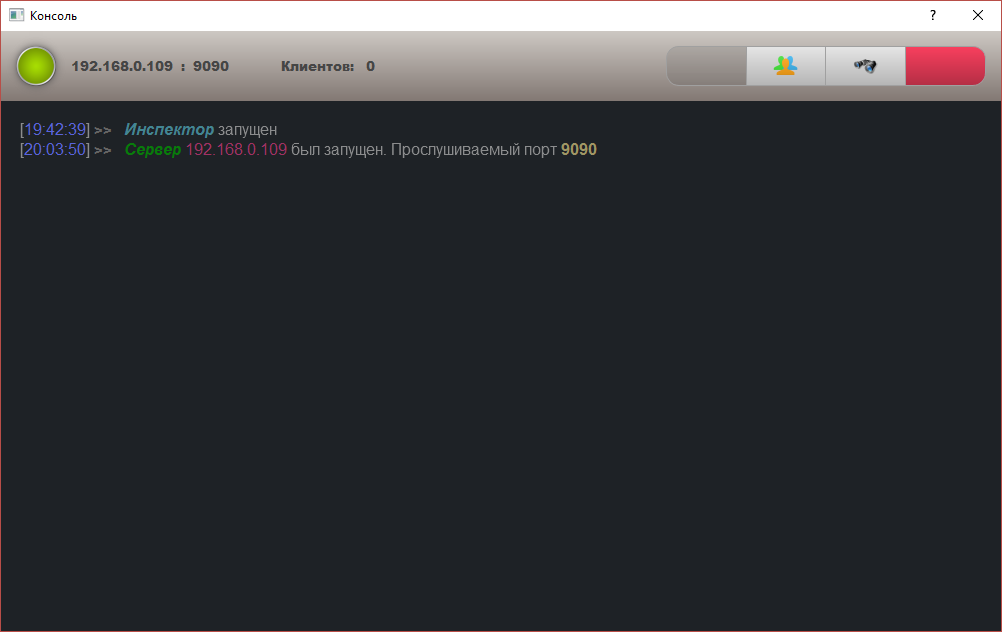 Консоль
?
192.168.0.109 : 9090 Клиентов: 0
[19:42:39] >> Инспектор запущен
[20:03:50] >> Сервер 192.168.0.109 был запущен. Прослушиваемый порт 9090